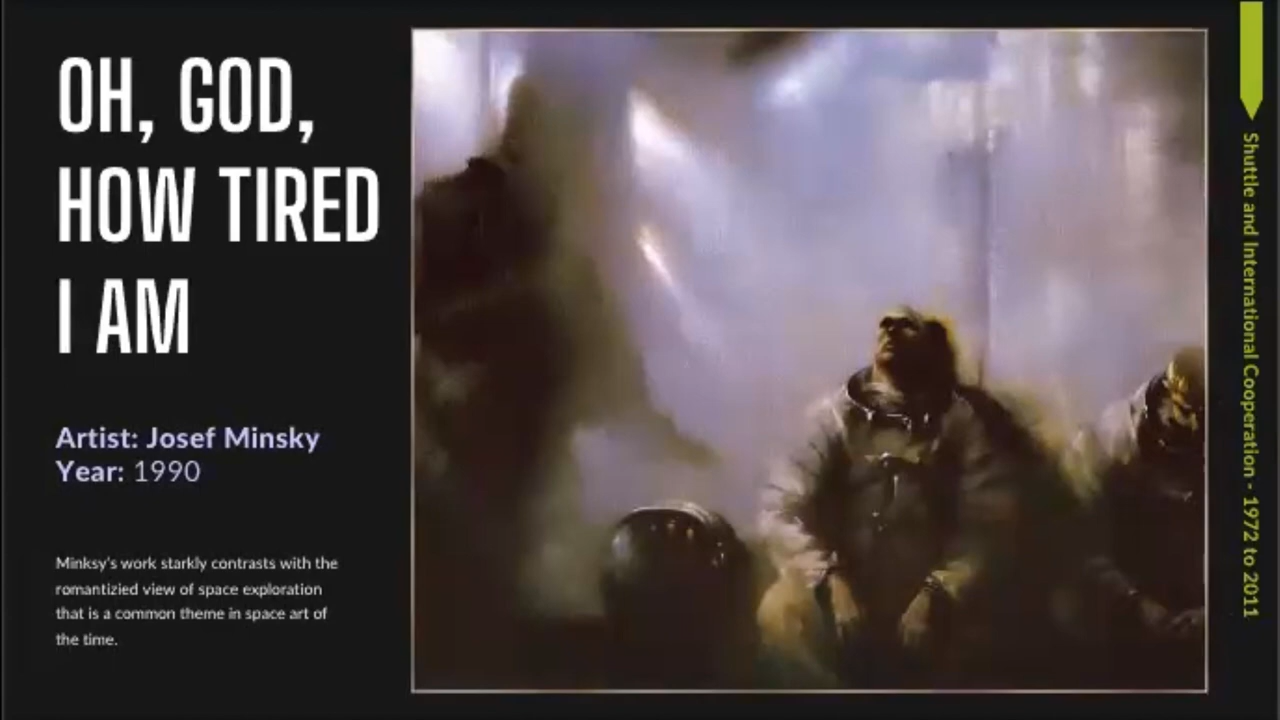 OH, GOD,
HOW TIRED
I AM
Artist: Josef Minsky
Year: 1990
Minksy's work starkly contrasts with the
romantizied view of space exploration
that is a common theme in space art of
the time.
Shuttle and International Cooperation - 1972 to 2011